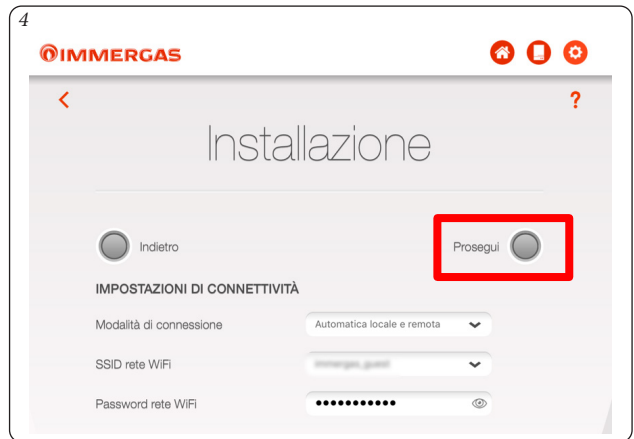 4
IMMERGAS
?
Installazione
Indietro
Prosegui
IMPOSTAZIONI DI CONNETTIVITÀ
Modalità di connessione
Automatica locale e remota
SSID rete WiFi
Password rete WiFi
•••••••••••